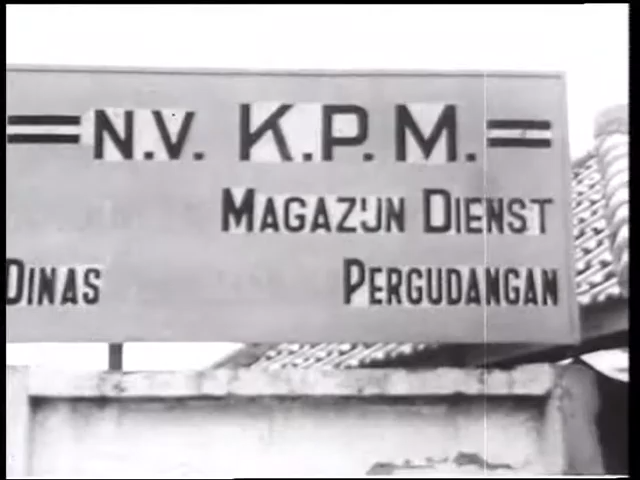 N.V. K.P.M.
MAGAZIJN DIENST
DINAS PERGUDANGAN